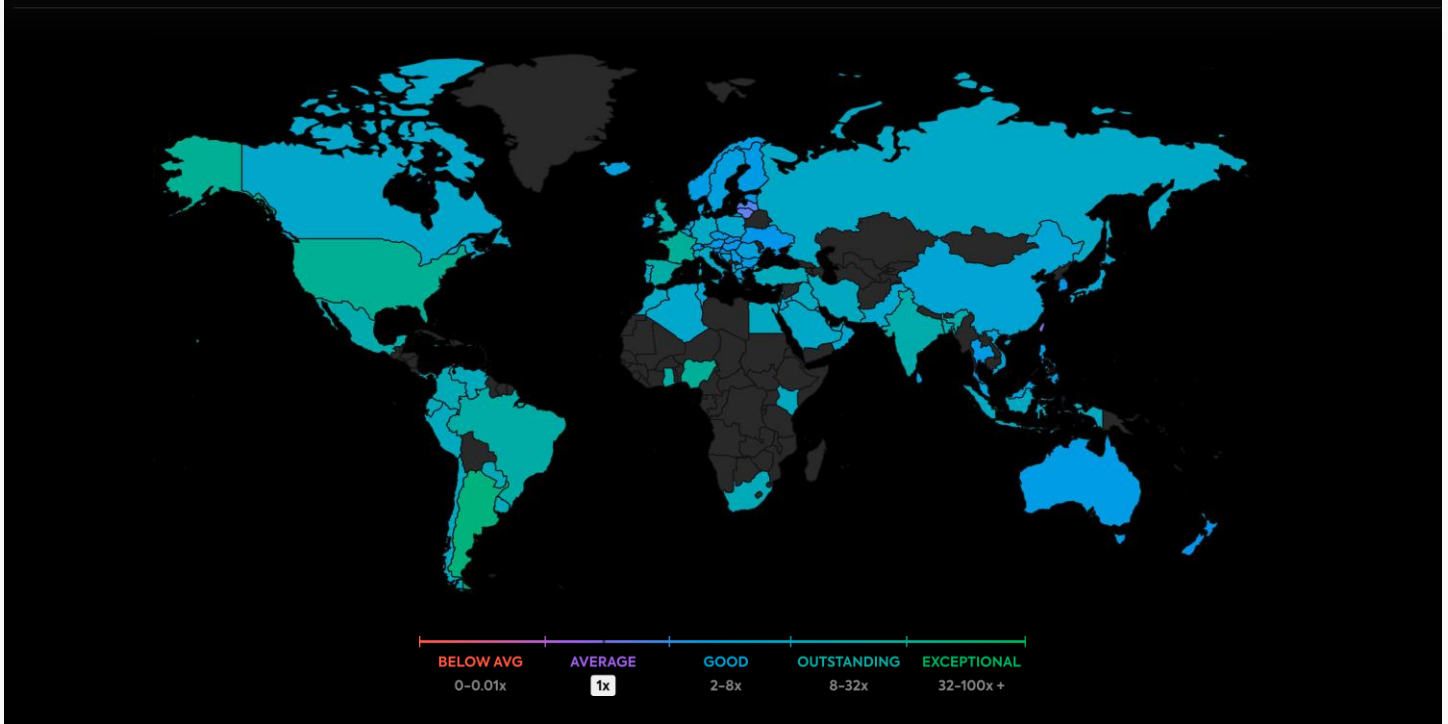 BELOW AVG AVERAGE GOOD OUTSTANDING EXCEPTIONAL
0-0.01x 1x 2-8x 8-32x 32-100x +